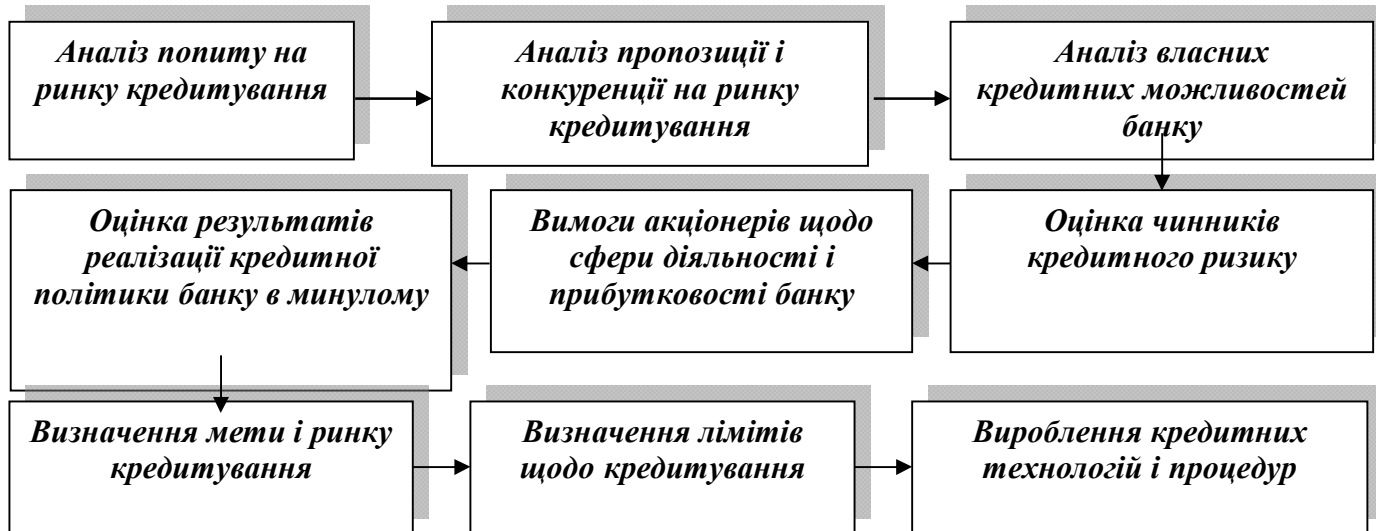 Аналіз попиту на
ринку кредитування
Аналіз пропозиції і
конкуренції на ринку
кредитування
Аналіз власних
кредитних можливостей
банку
Оцінка результатів
реалізації кредитної
політики банку в минулому
Вимоги акціонерів щодо
сфери діяльності і
прибутковості банку
Оцінка чинників
кредитного ризику
Визначення мети і ринку
кредитування
Визначення лімітів
щодо кредитування
Вироблення кредитних
технологій і процедур